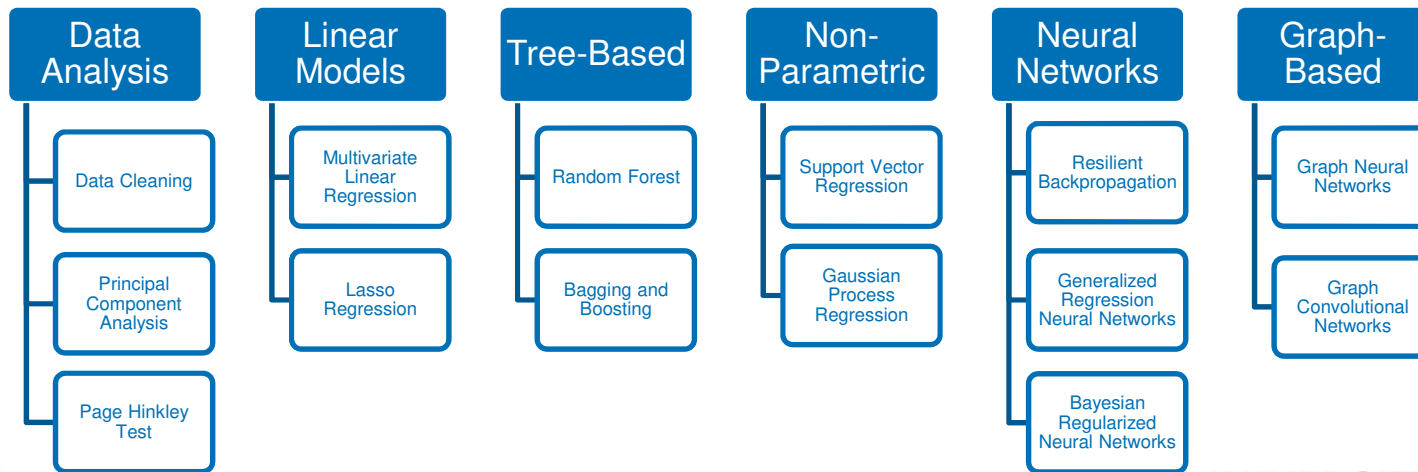 Data
Analysis
Data Cleaning
Principal
Component
Analysis
Page Hinkley
Test
Linear
Models
Multivariate
Linear
Regression
Lasso
Regression
Tree-Based
Random Forest
Bagging and
Boosting
Non-
Parametric
Support Vector
Regression
Gaussian
Process
Regression
Neural
Networks
Resilient
Backpropagation
Generalized
Regression
Neural Networks
Bayesian
Regularized
Neural Networks
Graph-
Based
Graph Neural
Networks
Graph
Convolutional
Networks